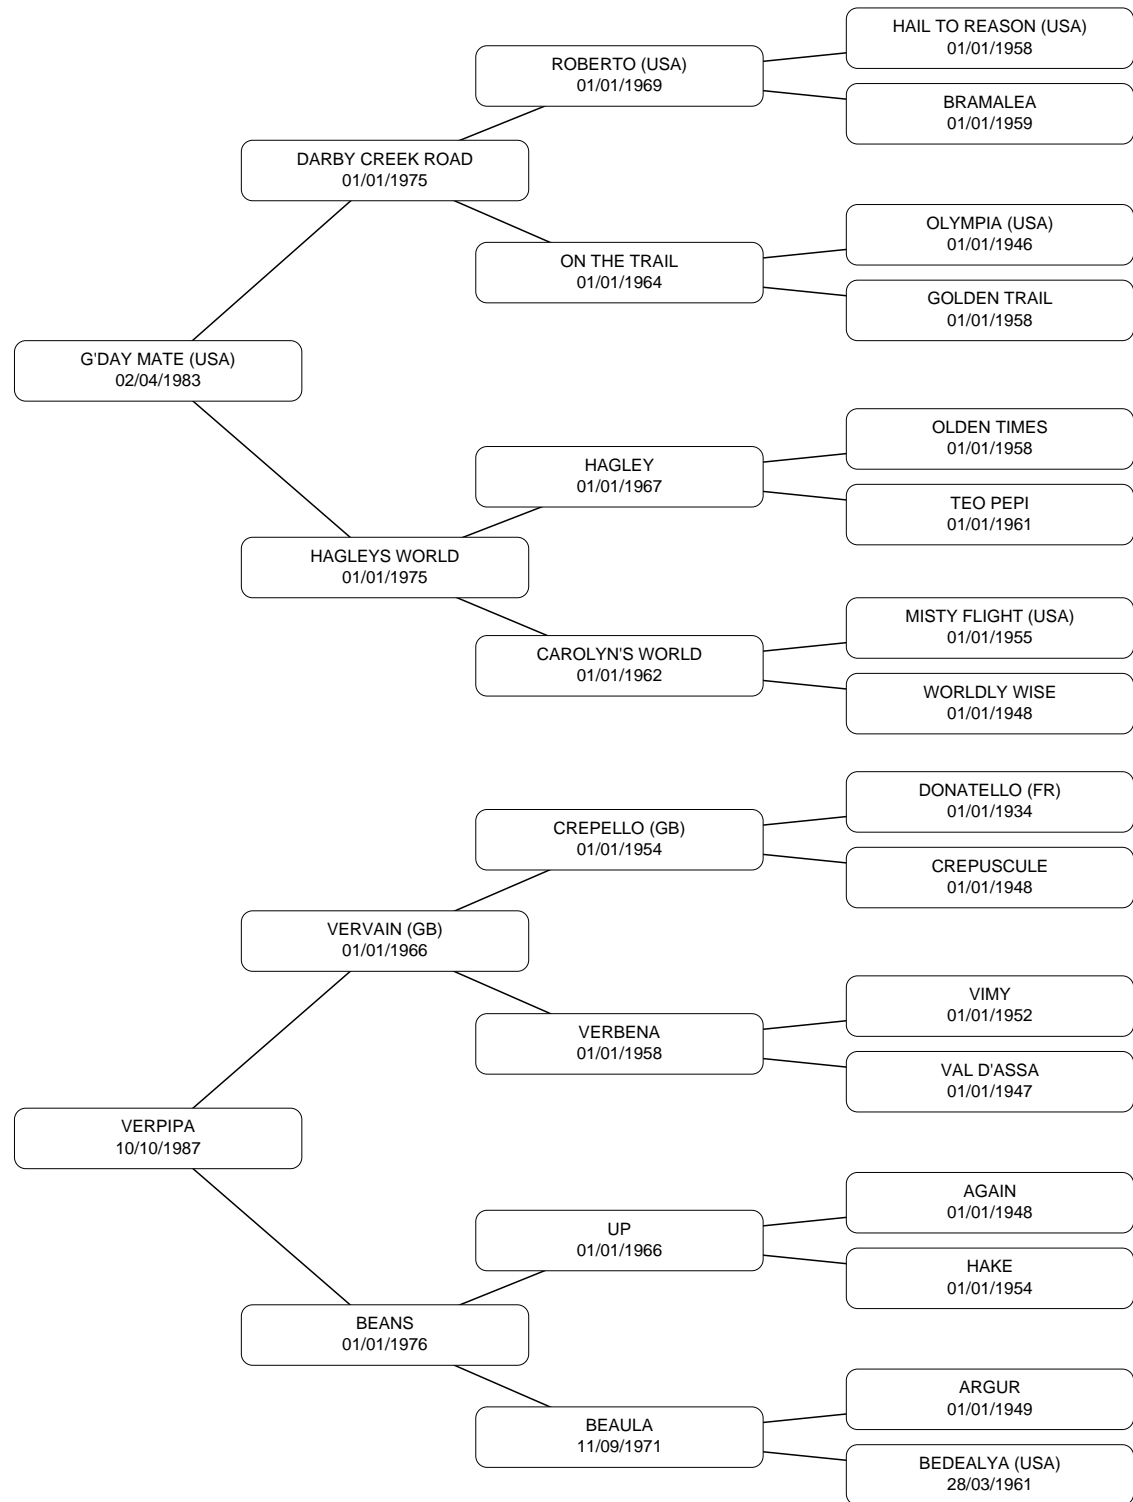 HAIL TO REASON (USA)
01/01/1958
ROBERTO (USA)
01/01/1969
BRAMALEA
01/01/1959
DARBY CREEK ROAD
01/01/1975
OLYMPIA (USA)
01/01/1946
ON THE TRAIL
01/01/1964
GOLDEN TRAIL
01/01/1958
G'DAY MATE (USA)
02/04/1983
OLDEN TIMES
01/01/1958
HAGLEY
01/01/1967
TEO PEPI
01/01/1961
HAGLEYS WORLD
01/01/1975
MISTY FLIGHT (USA)
01/01/1955
CAROLYN'S WORLD
01/01/1962
WORLDLY WISE
01/01/1948
DONATELLO (FR)
01/01/1934
CREPELLO (GB)
01/01/1954
CREPUSCULE
01/01/1948
VERVAIN (GB)
01/01/1966
VIMY
01/01/1952
VERBENA
01/01/1958
VAL D'ASSA
01/01/1947
VERPIPA
10/10/1987
AGAIN
01/01/1948
UP
01/01/1966
HAKE
01/01/1954
BEANS
01/01/1976
ARGUR
01/01/1949
BEAULA
11/09/1971
BEDEALYA (USA)
28/03/1961